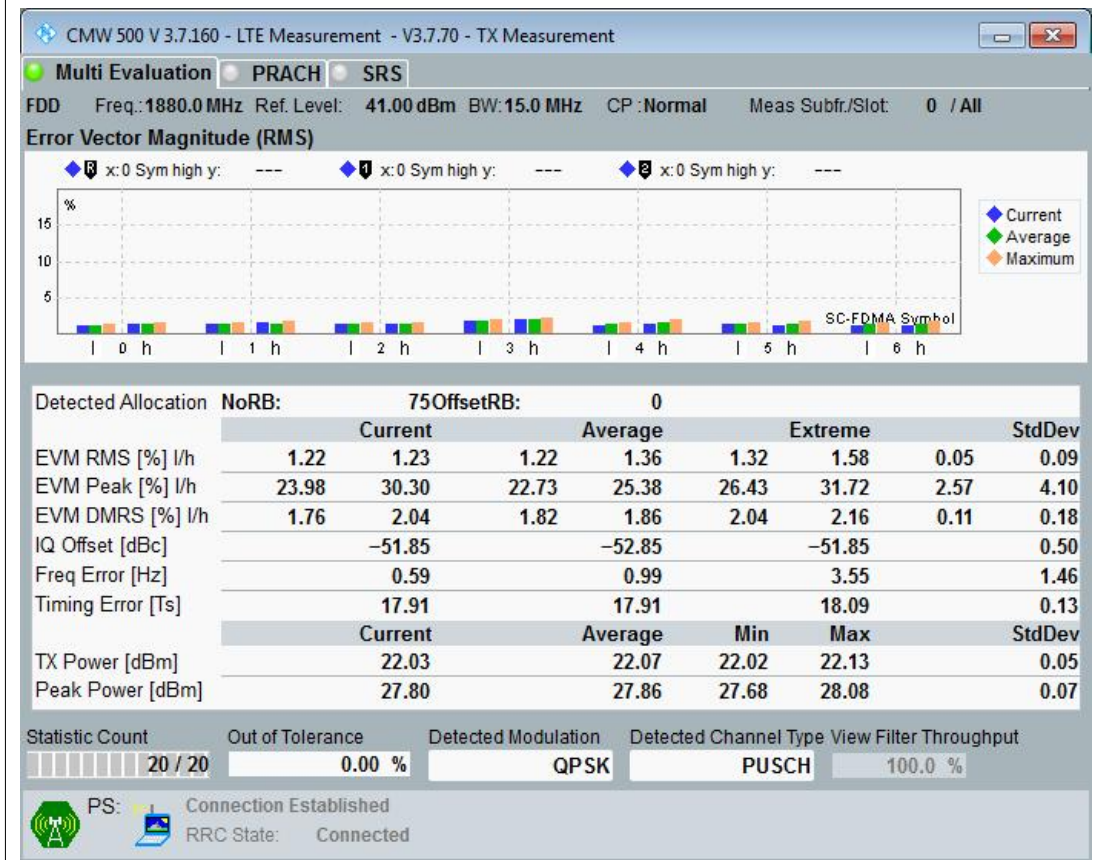 CMW 500 V 3.7.160 - LTE Measurement - V3.7.70 - TX Measurement
Multi Evaluation PRACH SRS
FDD Freq.: 1880.0 MHz Ref. Level: 41.00 dBm BW: 15.0 MHz CP : Normal Meas Subfr./Slot: 0 / All
Error Vector Magnitude (RMS)
R x: 0 Sym high y: --- 1 x: 0 Sym high y: --- 2 x: 0 Sym high y: ---
%
15
10
5
Current
Average
Maximum
SC-FDMA Symbol
l 0 h l 1 h l 2 h l 3 h l 4 h l 5 h l 6 h
Detected Allocation NoRB: 75 OffsetRB: 0
Current Average Extreme StdDev
EVM RMS [%] l/h 1.22 1.23 1.22 1.36 1.32 1.58 0.05 0.09
EVM Peak [%] l/h 23.98 30.30 22.73 25.38 26.43 31.72 2.57 4.10
EVM DMRS [%] l/h 1.76 2.04 1.82 1.86 2.04 2.16 0.11 0.18
IQ Offset [dBc] −51.85 −52.85 −51.85 0.50
Freq Error [Hz] 0.59 0.99 3.55 1.46
Timing Error [Ts] 17.91 17.91 18.09 0.13
Current Average Min Max StdDev
TX Power [dBm] 22.03 22.07 22.02 22.13 0.05
Peak Power [dBm] 27.80 27.86 27.68 28.08 0.07
Statistic Count Out of Tolerance Detected Modulation Detected Channel Type View Filter Throughput
20 / 20 0.00 % QPSK PUSCH 100.0 %
PS: Connection Established
RRC State: Connected